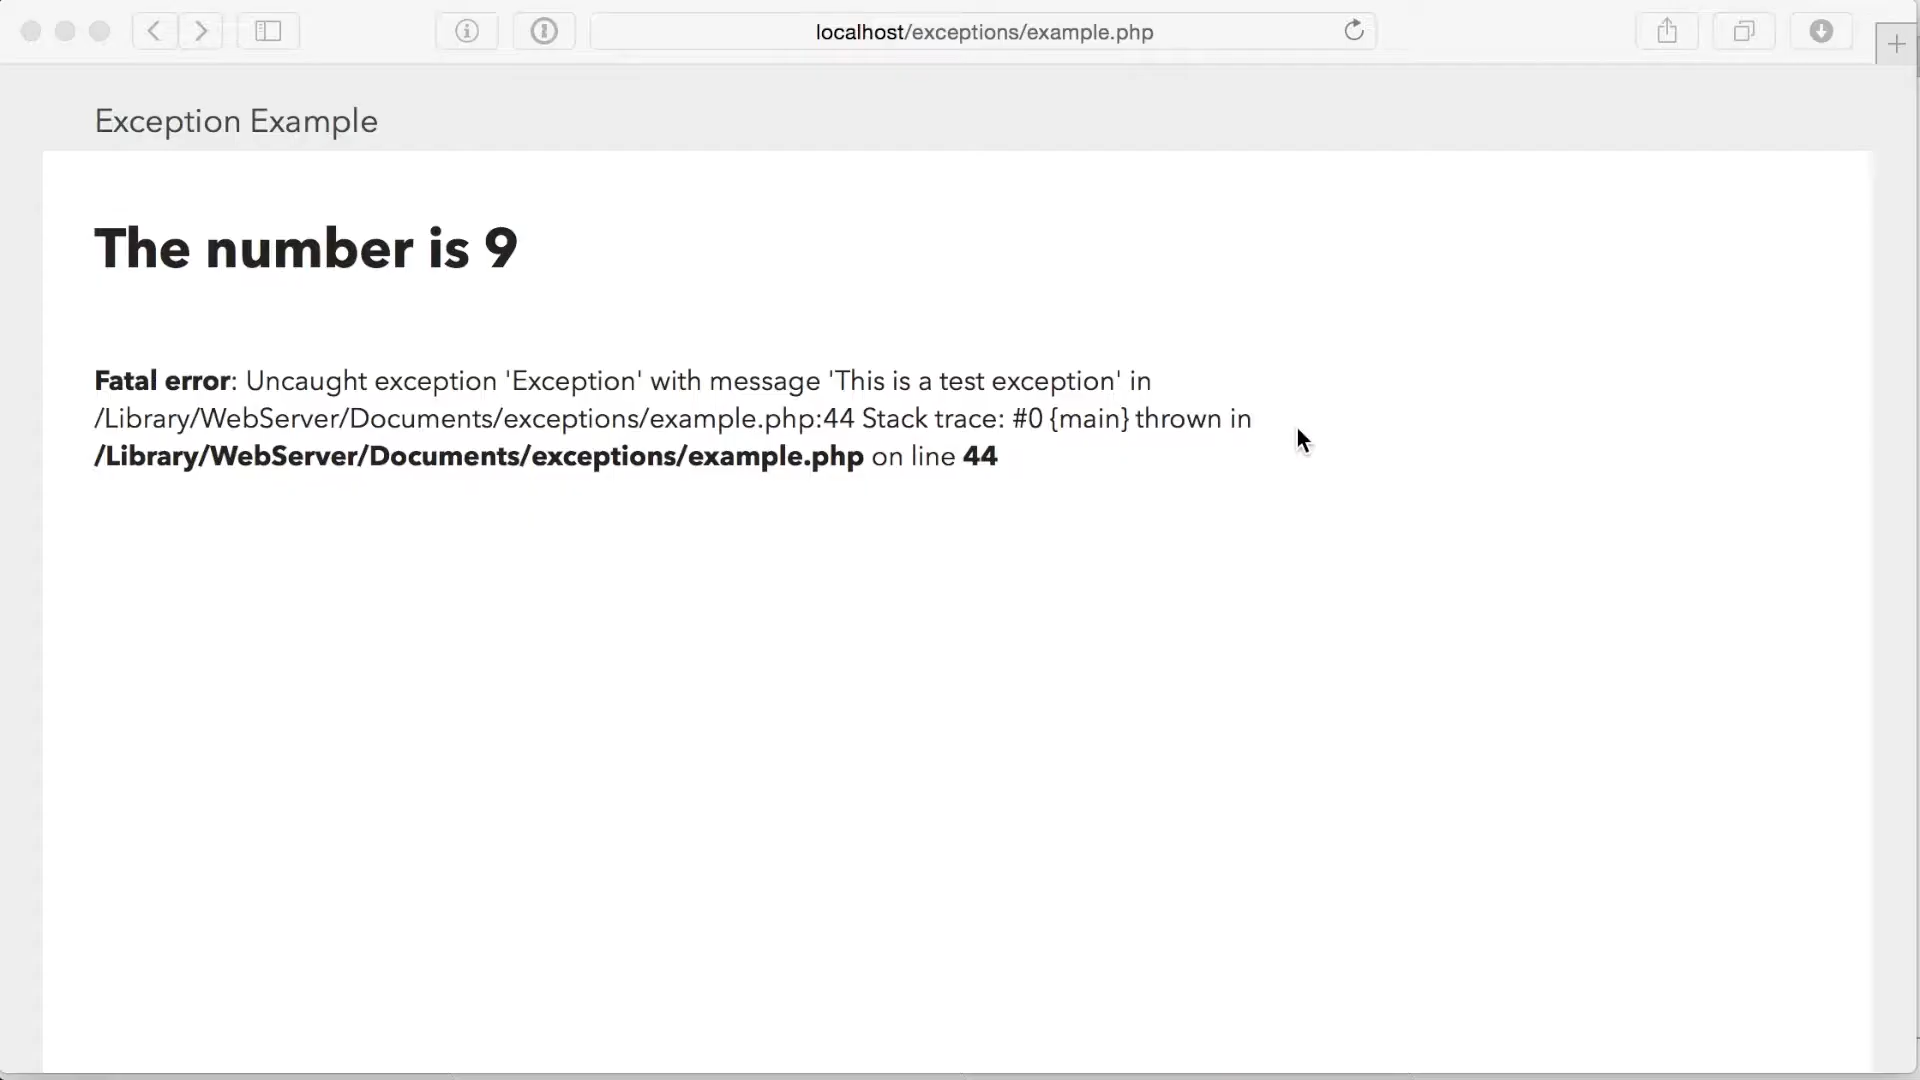 localhost/exceptions/example.php
Exception Example
The number is 9
Fatal error: Uncaught exception 'Exception' with message 'This is a test exception' in
/Library/WebServer/Documents/exceptions/example.php:44 Stack trace: #0 {main} thrown in
/Library/WebServer/Documents/exceptions/example.php on line 44